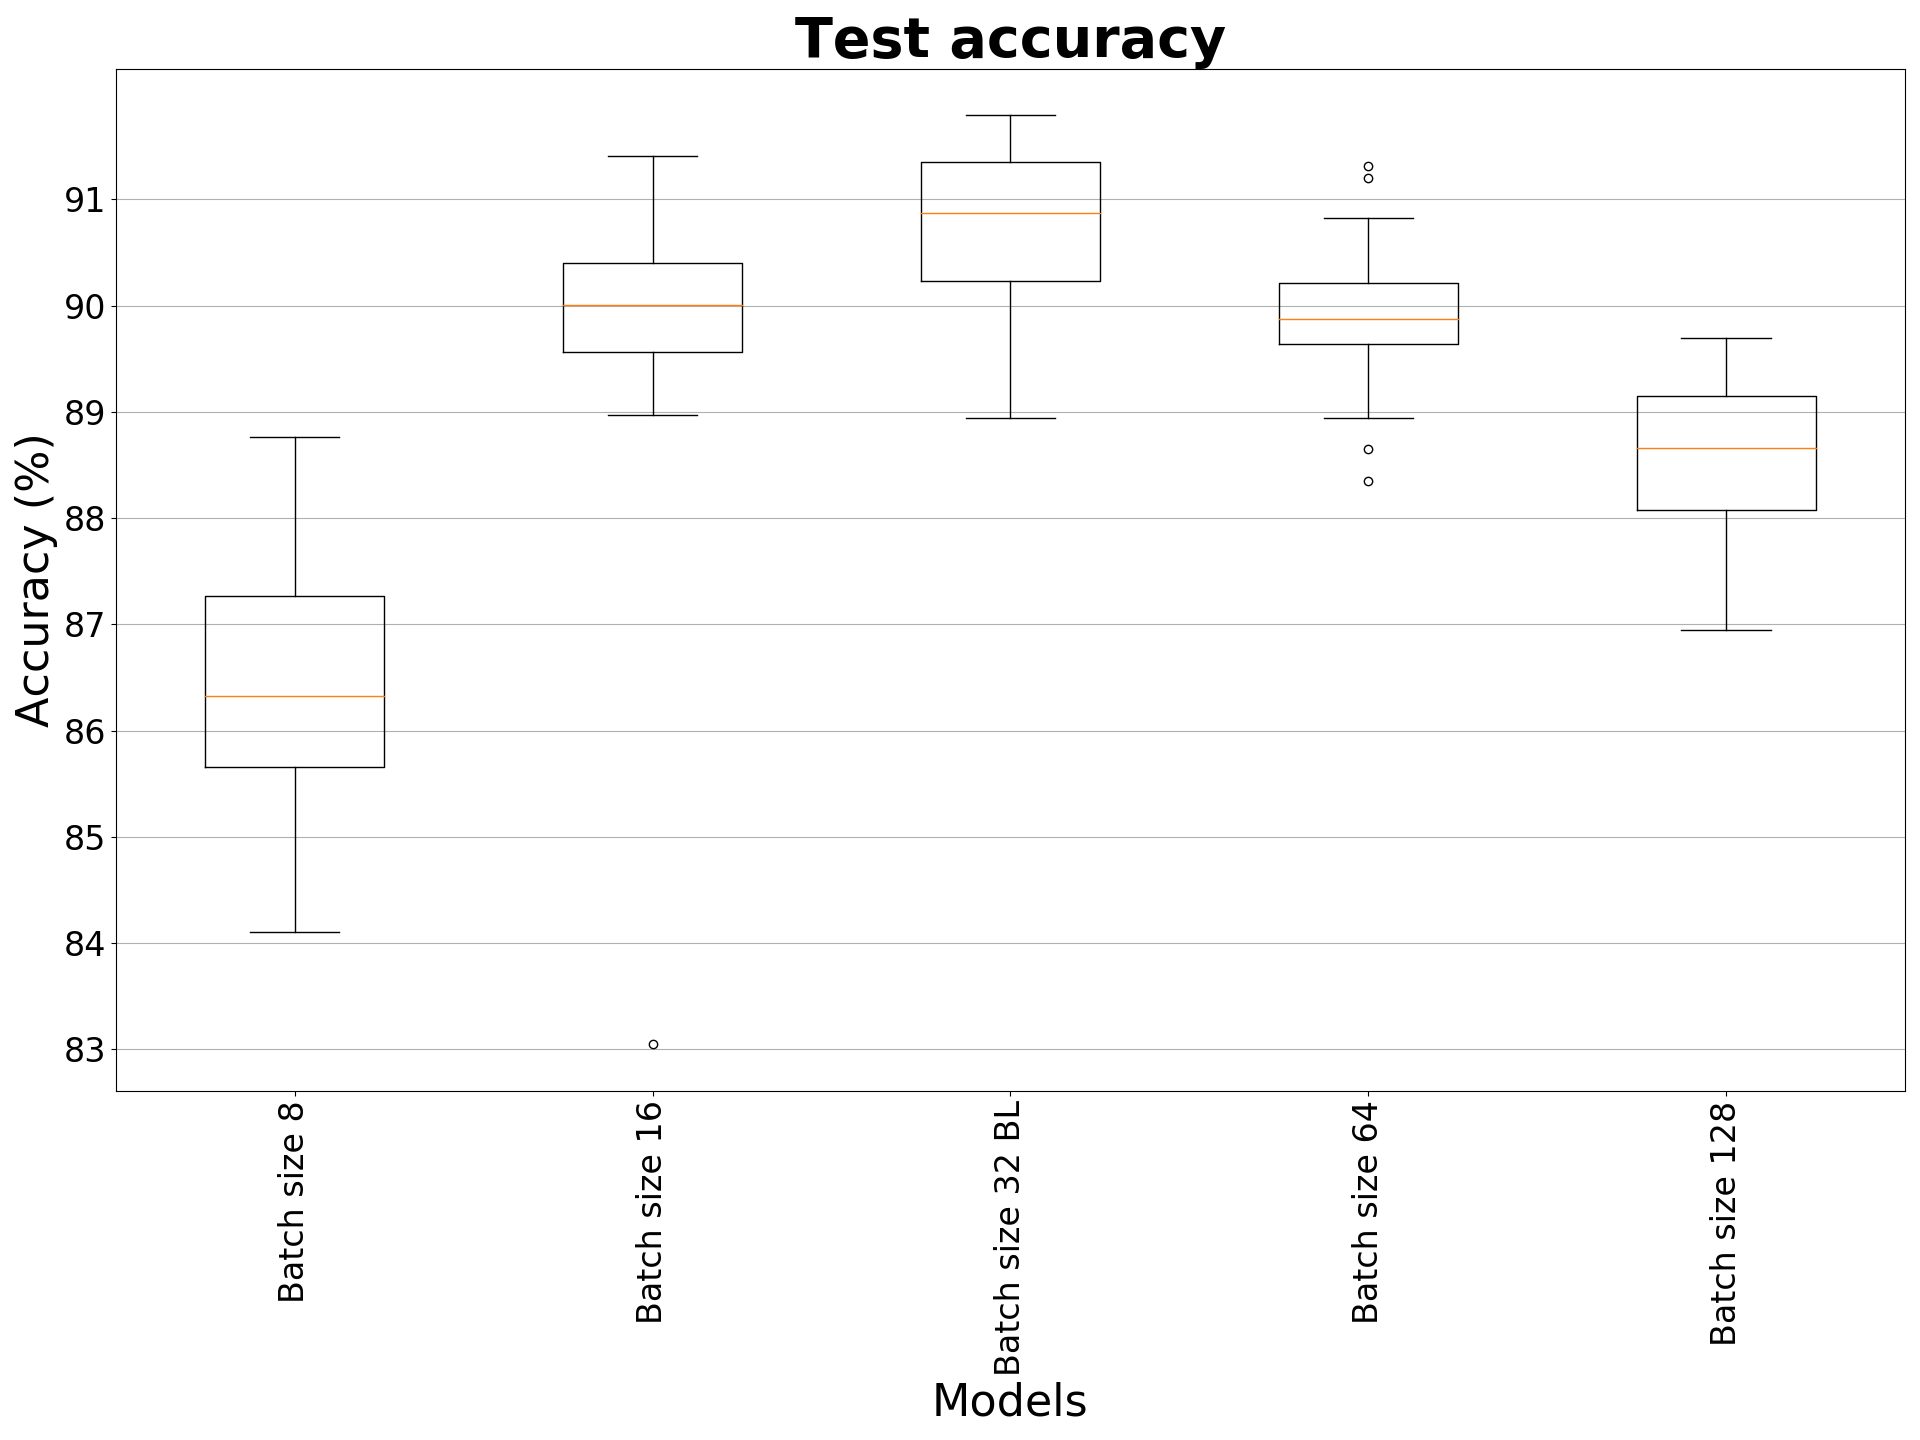 Test accuracy
Accuracy (%)
91
90
89
88
87
86
85
84
83
Batch size 8
Batch size 16
Batch size 32 BL
Batch size 64
Batch size 128
Models